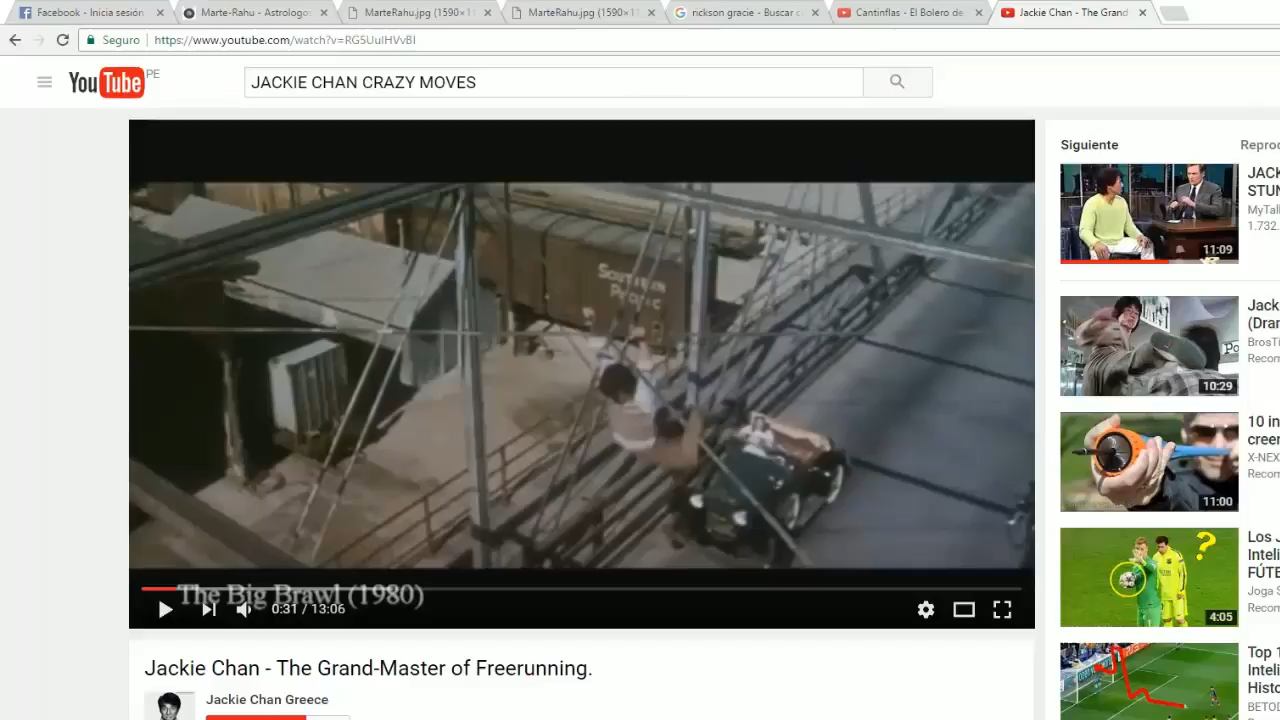 Facebook - Inicia sesión
Marte-Rahu - Astrologo
MarteRahu.jpg (1590×1
MarteRahu.jpg (1590×1
rickson gracie - Buscar c
Cantinflas - El Bolero de
Jackie Chan - The Grand
Seguro
https://www.youtube.com/watch?v=RG5UuIHVvBI
YouTube PE
JACKIE CHAN CRAZY MOVES
SOUTHERN
PACIFIC
The Big Brawl (1980)
0:31 / 13:06
Jackie Chan - The Grand-Master of Freerunning.
Jackie Chan Greece
Siguiente
Reproc
JACK
STUN
MyTal
1.732.
11:09
Jack
(Dran
BrosTi
Recom
10:29
10 in
creer
X-NEX
Recom
11:00
Los J
Inteli
FÚTE
Joga S
Recom
?
4:05
Top 1
Inteli
Histo
BETOL